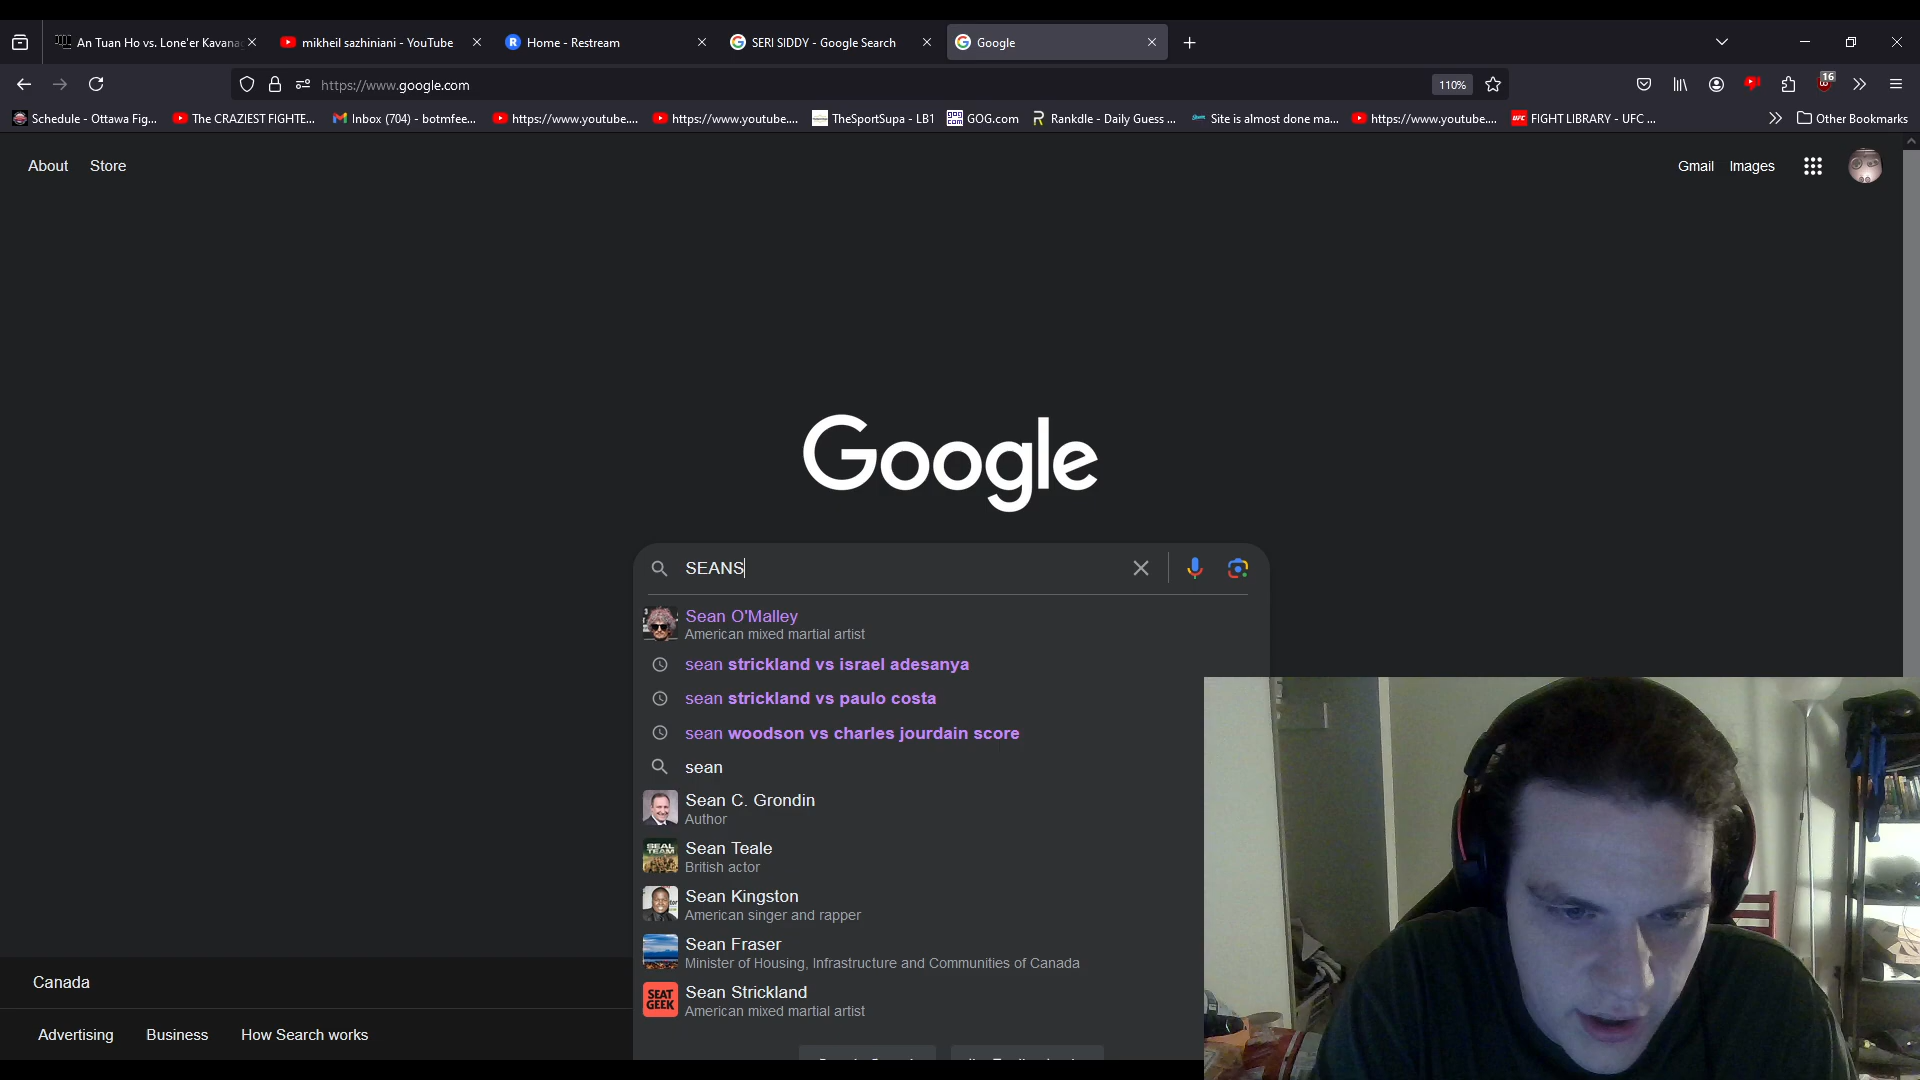 An Tuan Ho vs. Lone'er Kavana
mikheil sazhiniani - YouTube
Home - Restream
SERI SIDDY - Google Search
Google
https://www.google.com
110%
16
Schedule - Ottawa Fig...
The CRAZIEST FIGHTE...
Inbox (704) - botmfee...
https://www.youtube....
https://www.youtube....
TheSportSupa - LB1
GOG.com
Rankdle - Daily Guess ...
Site is almost done ma...
https://www.youtube....
FIGHT LIBRARY - UFC ...
Other Bookmarks
About
Store
Gmail
Images
Google
SEANS
Sean O'Malley
American mixed martial artist
sean strickland vs israel adesanya
sean strickland vs paulo costa
sean woodson vs charles jourdain score
sean
Sean C. Grondin
Author
SEAL TEAM
Sean Teale
British actor
Sean Kingston
American singer and rapper
Sean Fraser
Minister of Housing, Infrastructure and Communities of Canada
SEAT GEEK
Sean Strickland
American mixed martial artist
Canada
Advertising
Business
How Search works